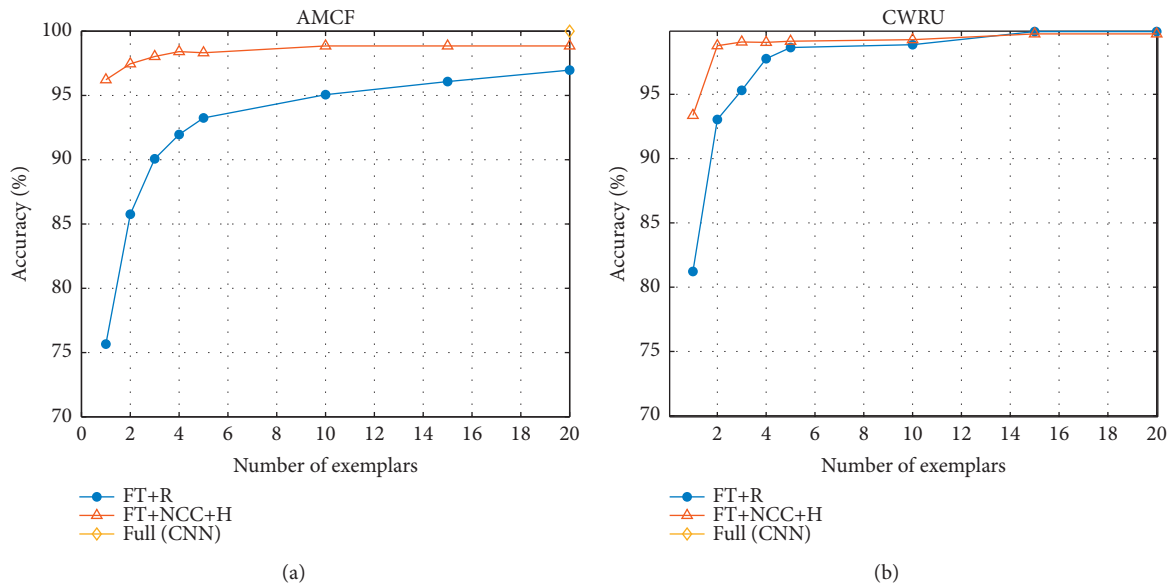 AMCF
100
95
90
85
80
75
70
Accuracy (%)
0 2 4 6 8 10 12 14 16 18 20
Number of exemplars
FT+R
FT+NCC+H
Full (CNN)
(a)
CWRU
95
90
85
80
75
70
Accuracy (%)
2 4 6 8 10 12 14 16 18 20
Number of exemplars
FT+R
FT+NCC+H
Full (CNN)
(b)